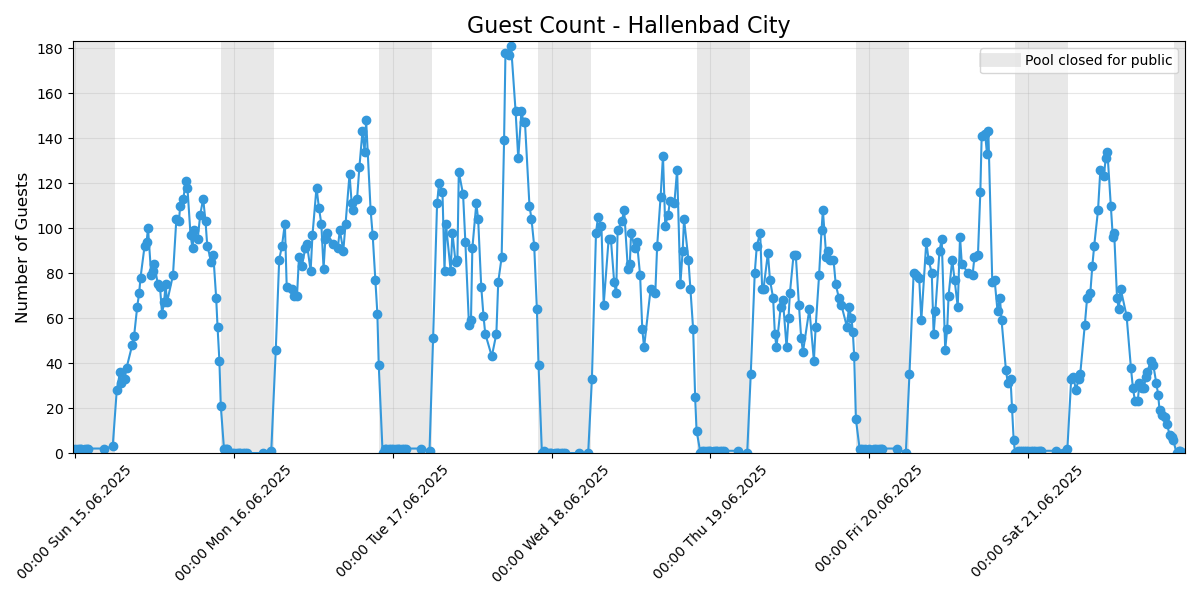 Guest Count - Hallenbad City
Pool closed for public
Number of Guests
180
160
140
120
100
80
60
40
20
0
00:00 Sun 15.06.2025
00:00 Mon 16.06.2025
00:00 Tue 17.06.2025
00:00 Wed 18.06.2025
00:00 Thu 19.06.2025
00:00 Fri 20.06.2025
00:00 Sat 21.06.2025